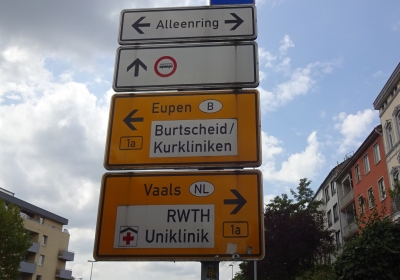 Alleenring
Eupen B
Burtscheid/
Kurkliniken
1a
Vaals NL
RWTH
Uniklinik
1a